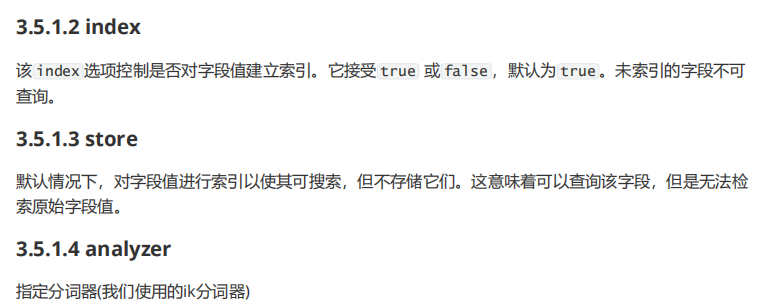 3.5.1.2 index
该 index 选项控制是否对字段值建立索引。它接受 true 或 false，默认为 true。未索引的字段不可
查询。
3.5.1.3 store
默认情况下，对字段值进行索引以使其可搜索，但不存储它们。这意味着可以查询该字段，但是无法检
索原始字段值。
3.5.1.4 analyzer
指定分词器(我们使用的ik分词器)